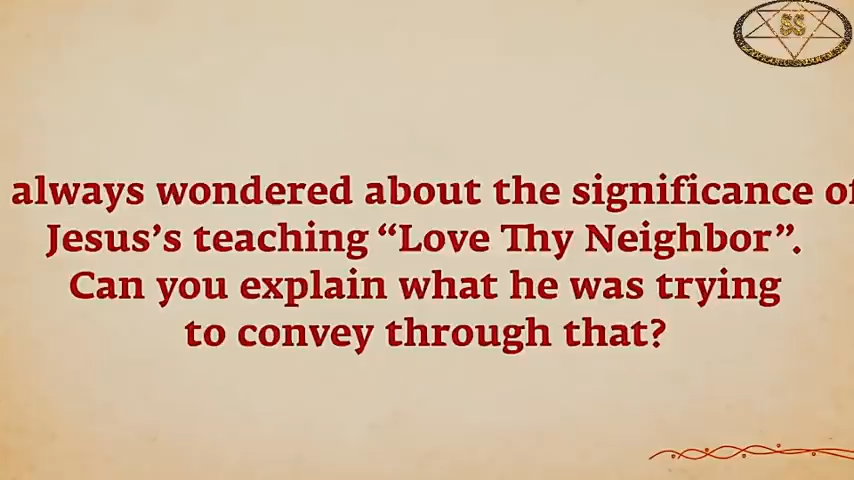 always wondered about the significance of
Jesus's teaching “Love Thy Neighbor”.
Can you explain what he was trying
to convey through that?